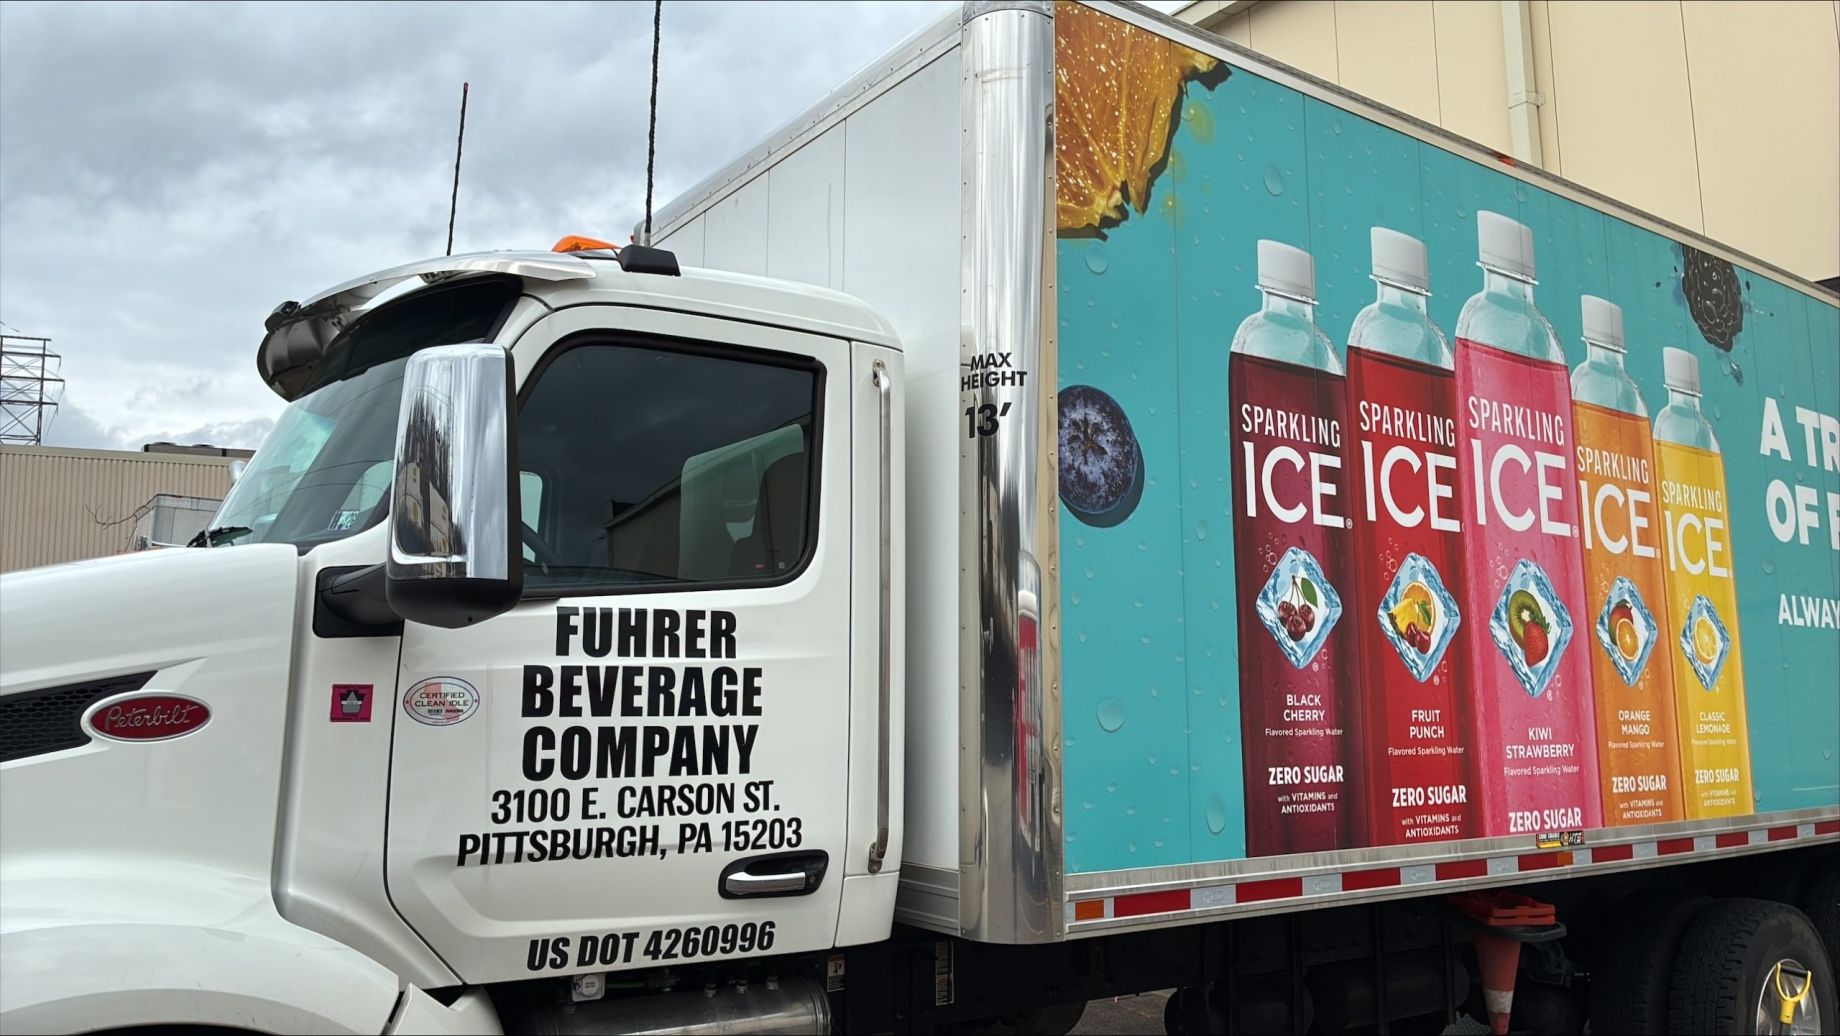 MAX
HEIGHT
13'
Peterbilt
CERTIFIED
CLEAN IDLE
FUHRER
BEVERAGE
COMPANY
3100 E. CARSON ST.
PITTSBURGH, PA 15203
US DOT 4260996
SPARKLING
ICE
BLACK
CHERRY
Flavored Sparkling Water
ZERO SUGAR
with VITAMINS and
ANTIOXIDANTS
SPARKLING
ICE
FRUIT
PUNCH
Flavored Sparkling Water
ZERO SUGAR
with VITAMINS and
ANTIOXIDANTS
SPARKLING
ICE
KIWI
STRAWBERRY
Flavored Sparkling Water
ZERO SUGAR
SPARKLING
ICE
ORANGE
MANGO
Flavored Sparkling Water
ZERO SUGAR
with VITAMINS and
ANTIOXIDANTS
SPARKLING
ICE
CLASSIC
LEMONADE
Flavored Sparkling Water
ZERO SUGAR
with VITAMINS and
ANTIOXIDANTS
A TR
OF
ALWAY